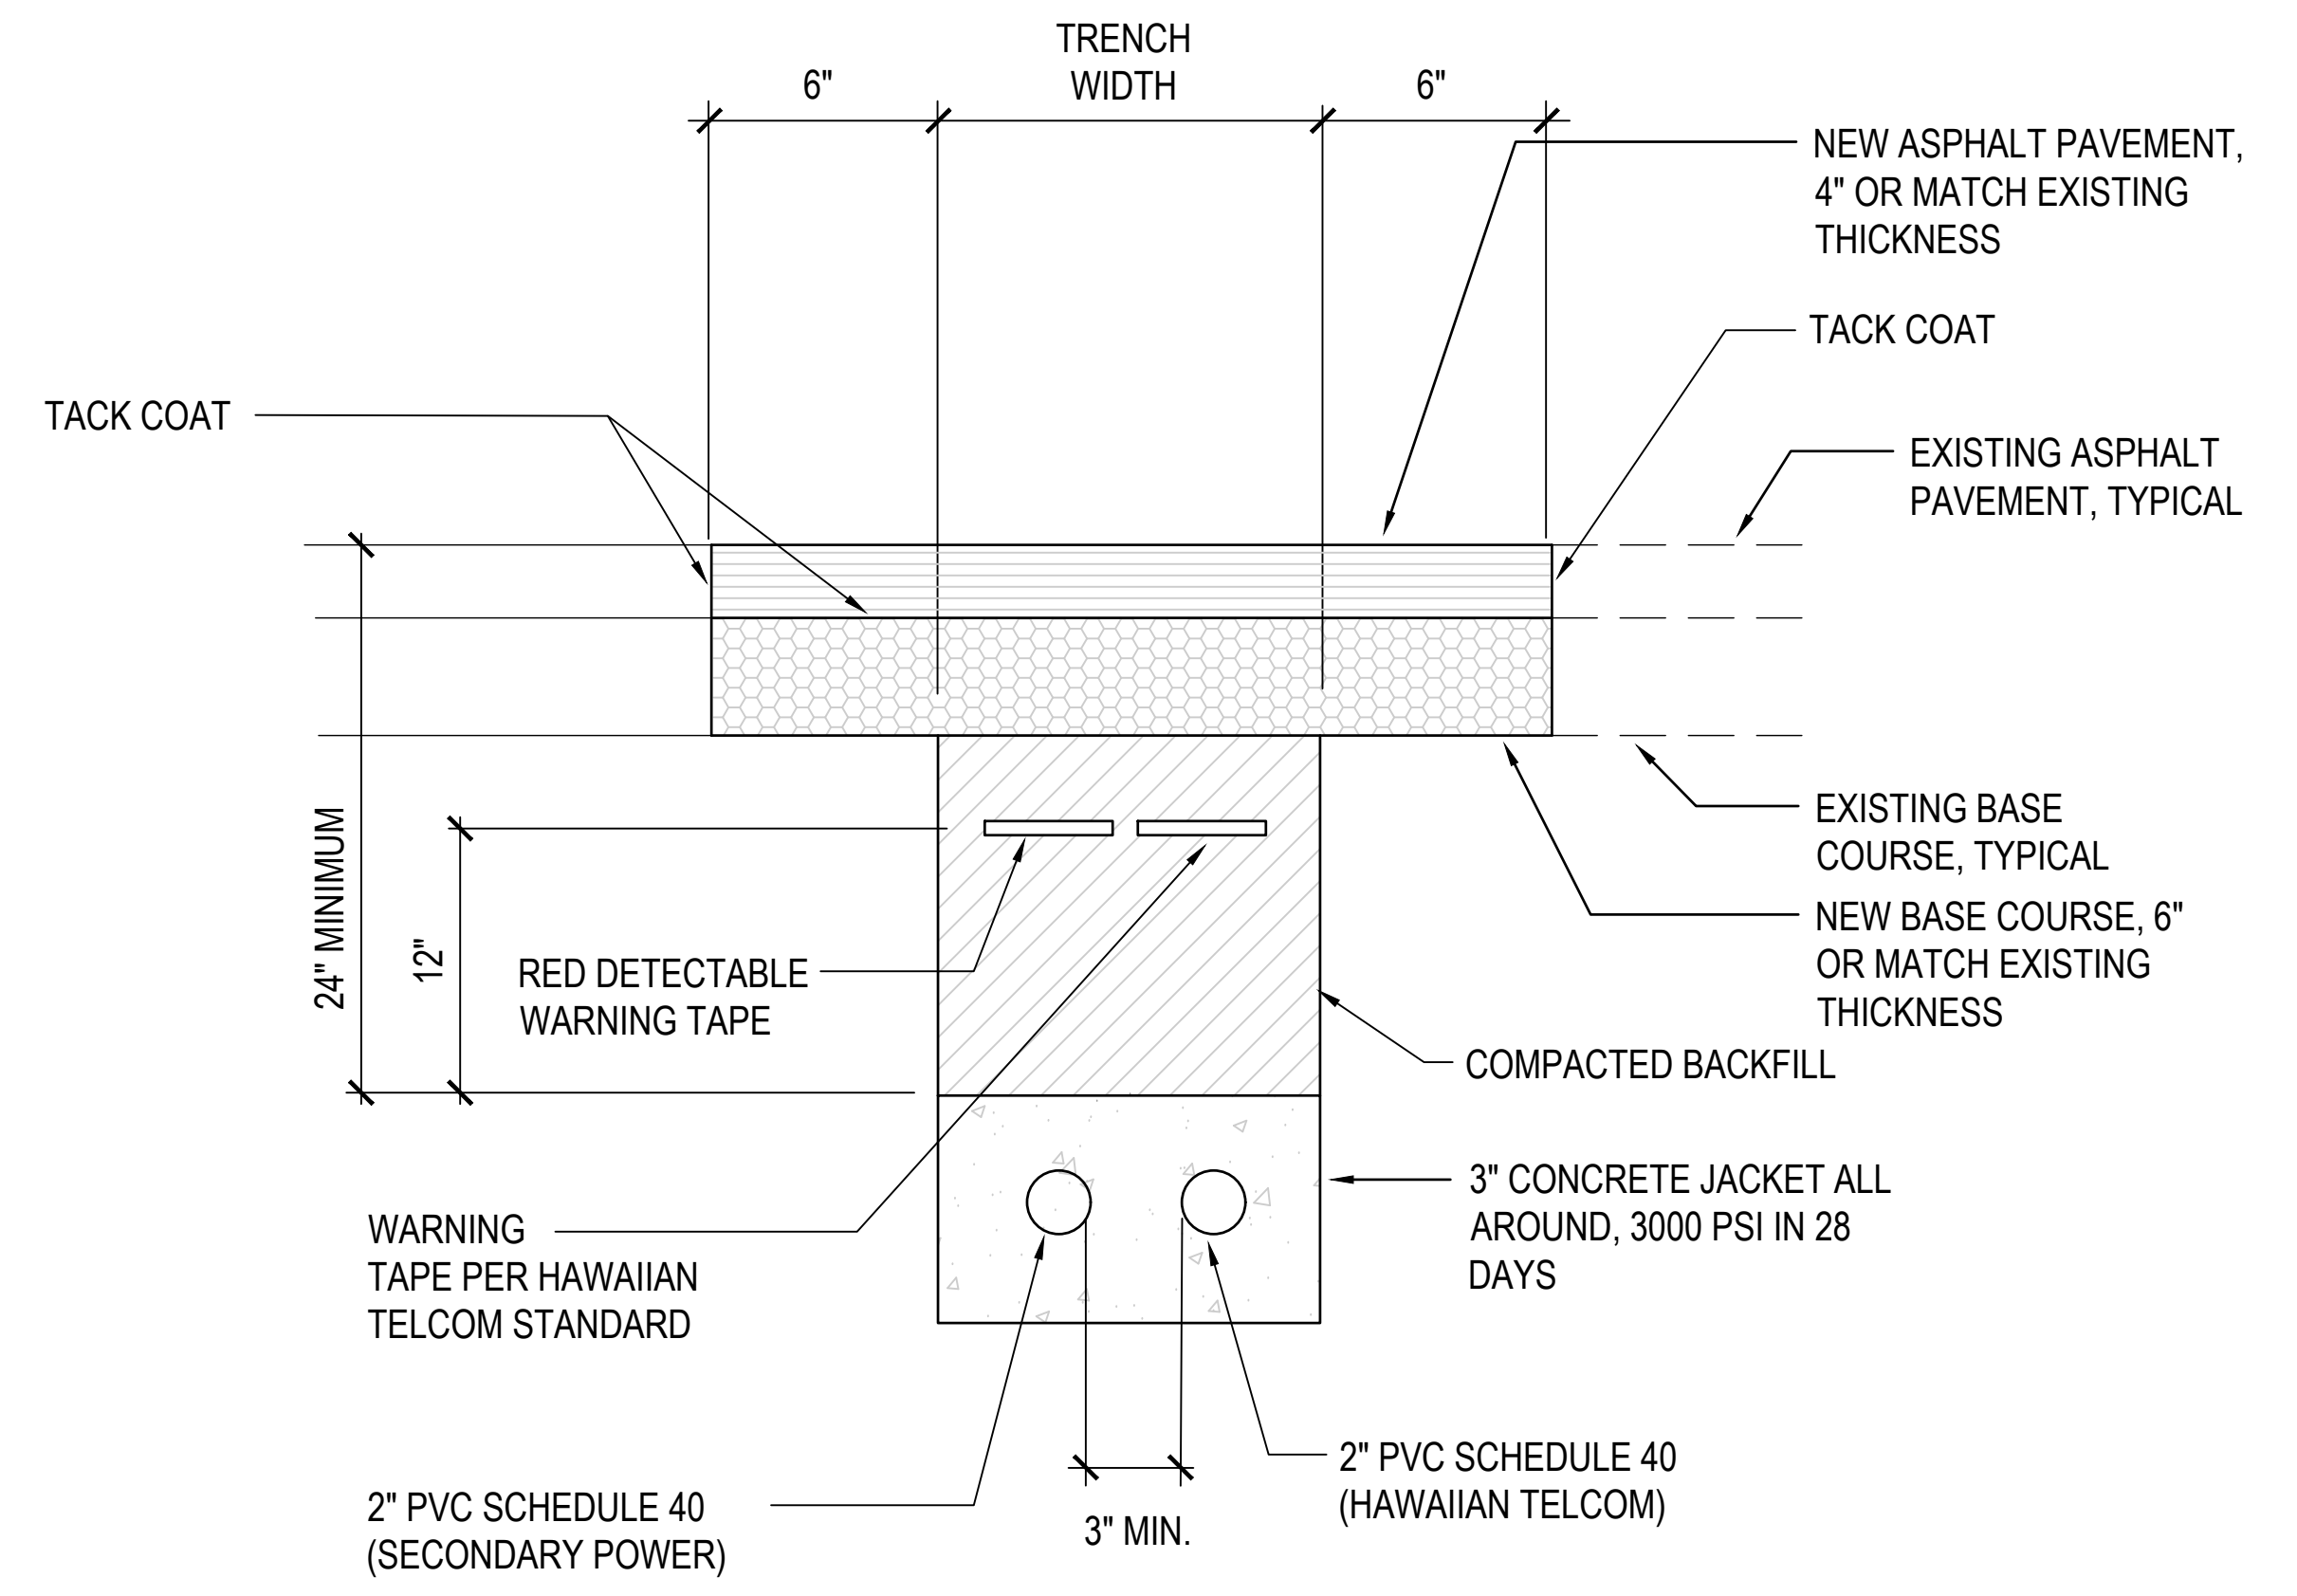 TRENCH
WIDTH
6"
6"
NEW ASPHALT PAVEMENT,
4" OR MATCH EXISTING
THICKNESS
TACK COAT
TACK COAT
EXISTING ASPHALT
PAVEMENT, TYPICAL
24" MINIMUM
12"
EXISTING BASE
COURSE, TYPICAL
NEW BASE COURSE, 6"
OR MATCH EXISTING
THICKNESS
RED DETECTABLE
WARNING TAPE
COMPACTED BACKFILL
3" CONCRETE JACKET ALL
AROUND, 3000 PSI IN 28
DAYS
WARNING
TAPE PER HAWAIIAN
TELCOM STANDARD
2" PVC SCHEDULE 40
(HAWAIIAN TELCOM)
2" PVC SCHEDULE 40
(SECONDARY POWER)
3" MIN.